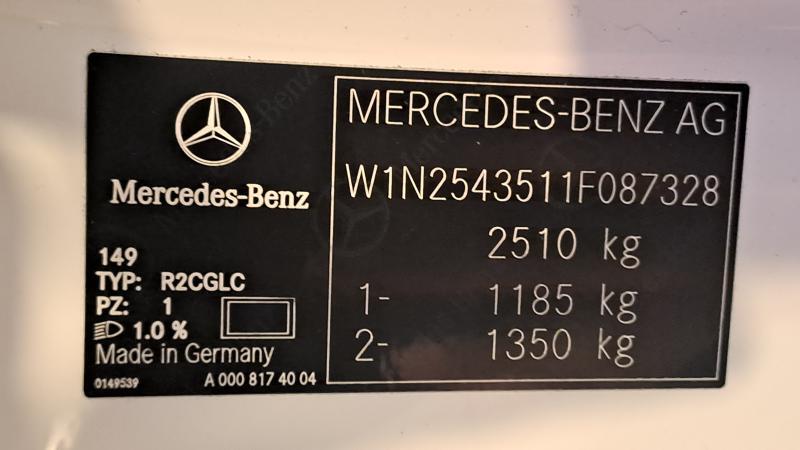 Mercedes-Benz
149
TYP: R2CGLC
PZ: 1
1.0 %
Made in Germany
0149539 A 000 817 40 04
MERCEDES-BENZ AG
W1N2543511F087328
2510 kg
1- 1185 kg
2- 1350 kg